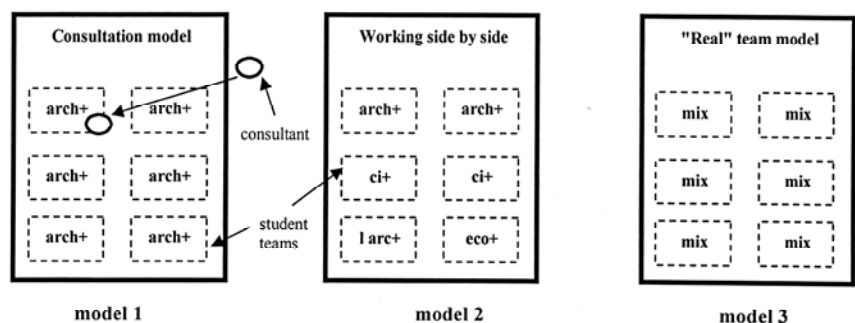 Consultation model
arch+ arch+
consultant
arch+ arch+
student
teams
arch+ arch+
model 1
Working side by side
arch+ arch+
ci+ ci+
l arc+ eco+
model 2
"Real" team model
mix mix
mix mix
mix mix
model 3